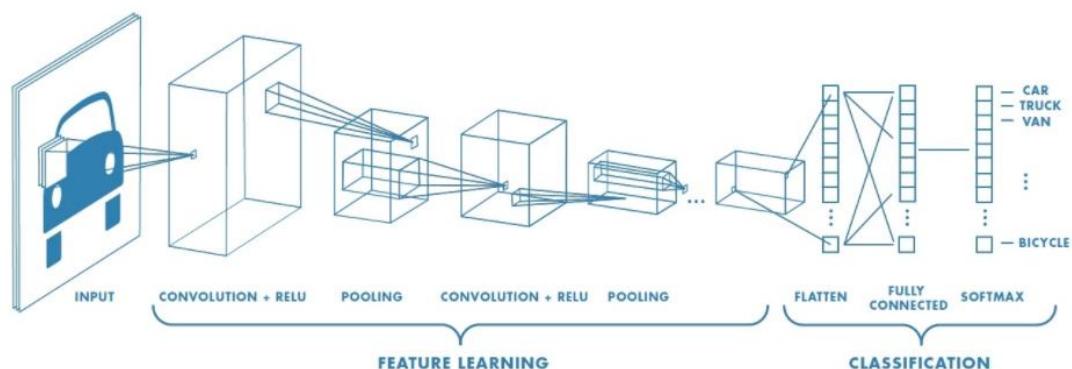 CAR
TRUCK
VAN
BICYCLE
INPUT
CONVOLUTION + RELU
POOLING
CONVOLUTION + RELU
POOLING
FLATTEN
FULLY
CONNECTED
SOFTMAX
FEATURE LEARNING
CLASSIFICATION